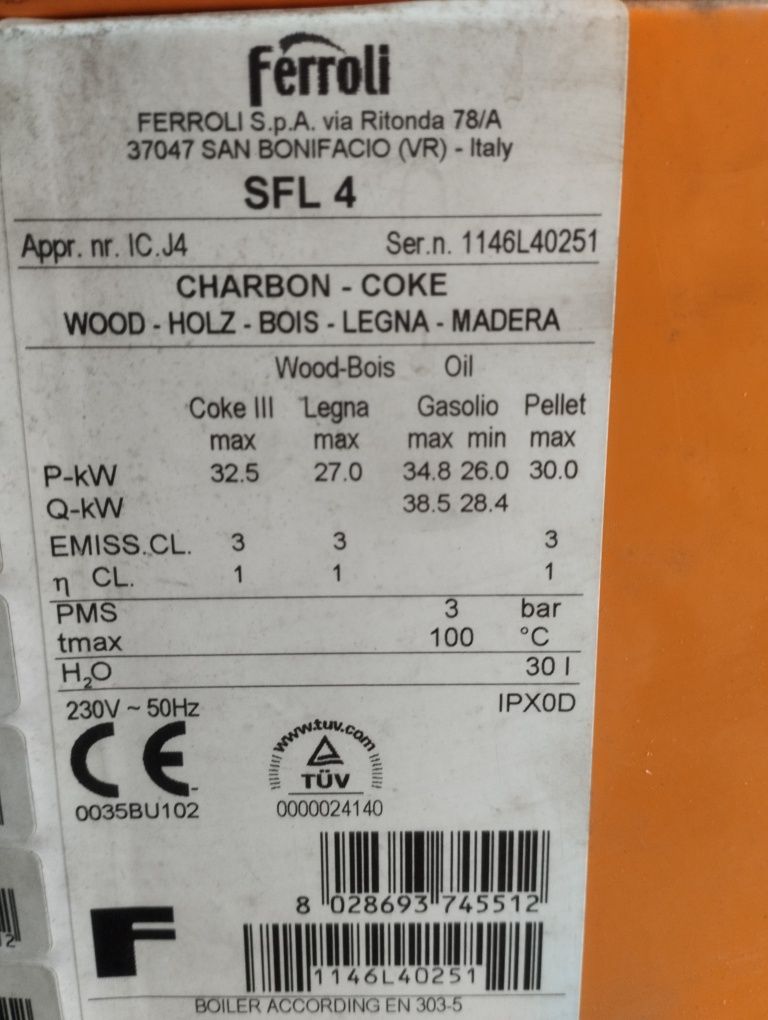 Ferroli
FERROLI S.p.A. via Ritonda 78/A
37047 SAN BONIFACIO (VR) - Italy
SFL 4
Appr. nr. IC.J4 Ser.n. 1146L40251
CHARBON - COKE
WOOD - HOLZ - BOIS - LEGNA - MADERA
Wood-Bois Oil
Coke III Legna Gasolio Pellet
max max max min max
P-kW 32.5 27.0 34.8 26.0 30.0
Q-kW 38.5 28.4
EMISS.CL. 3 3 3
η CL. 1 1 1
PMS 3 bar
tmax 100 °C
H₂O 30 l
230V ~ 50Hz IPX0D
CE
0035BU102
www.tuv.com
TÜV
0000024140
8 028693 745512
F
1146L40251
BOILER ACCORDING EN 303-5
2